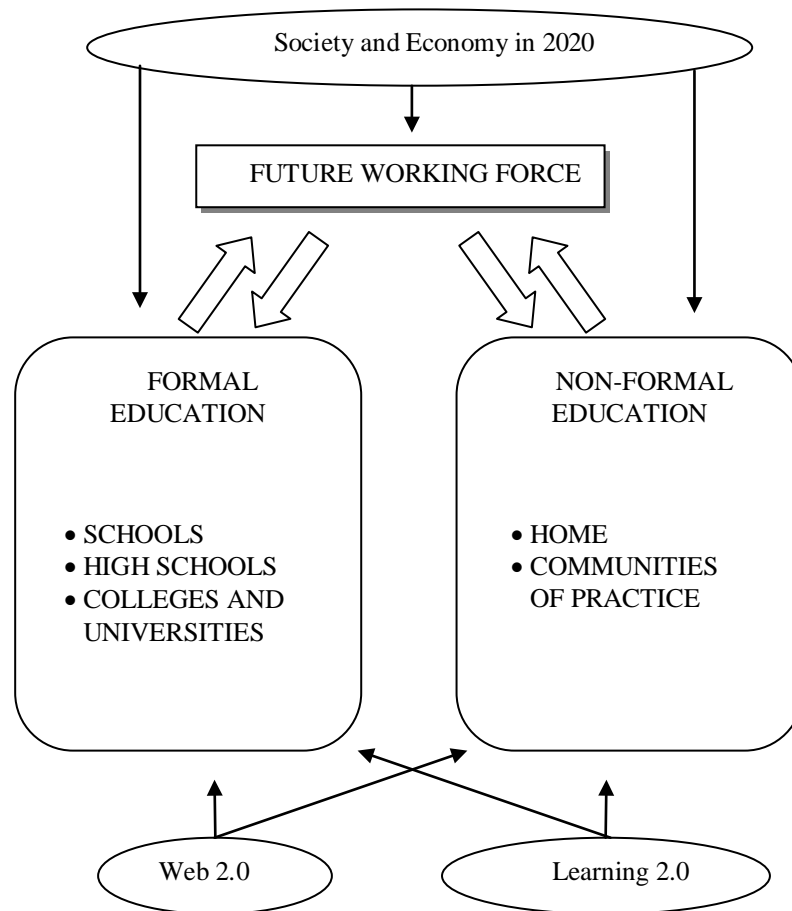 Society and Economy in 2020
FUTURE WORKING FORCE
FORMAL
EDUCATION
• SCHOOLS
• HIGH SCHOOLS
• COLLEGES AND
UNIVERSITIES
NON-FORMAL
EDUCATION
• HOME
• COMMUNITIES
OF PRACTICE
Web 2.0
Learning 2.0